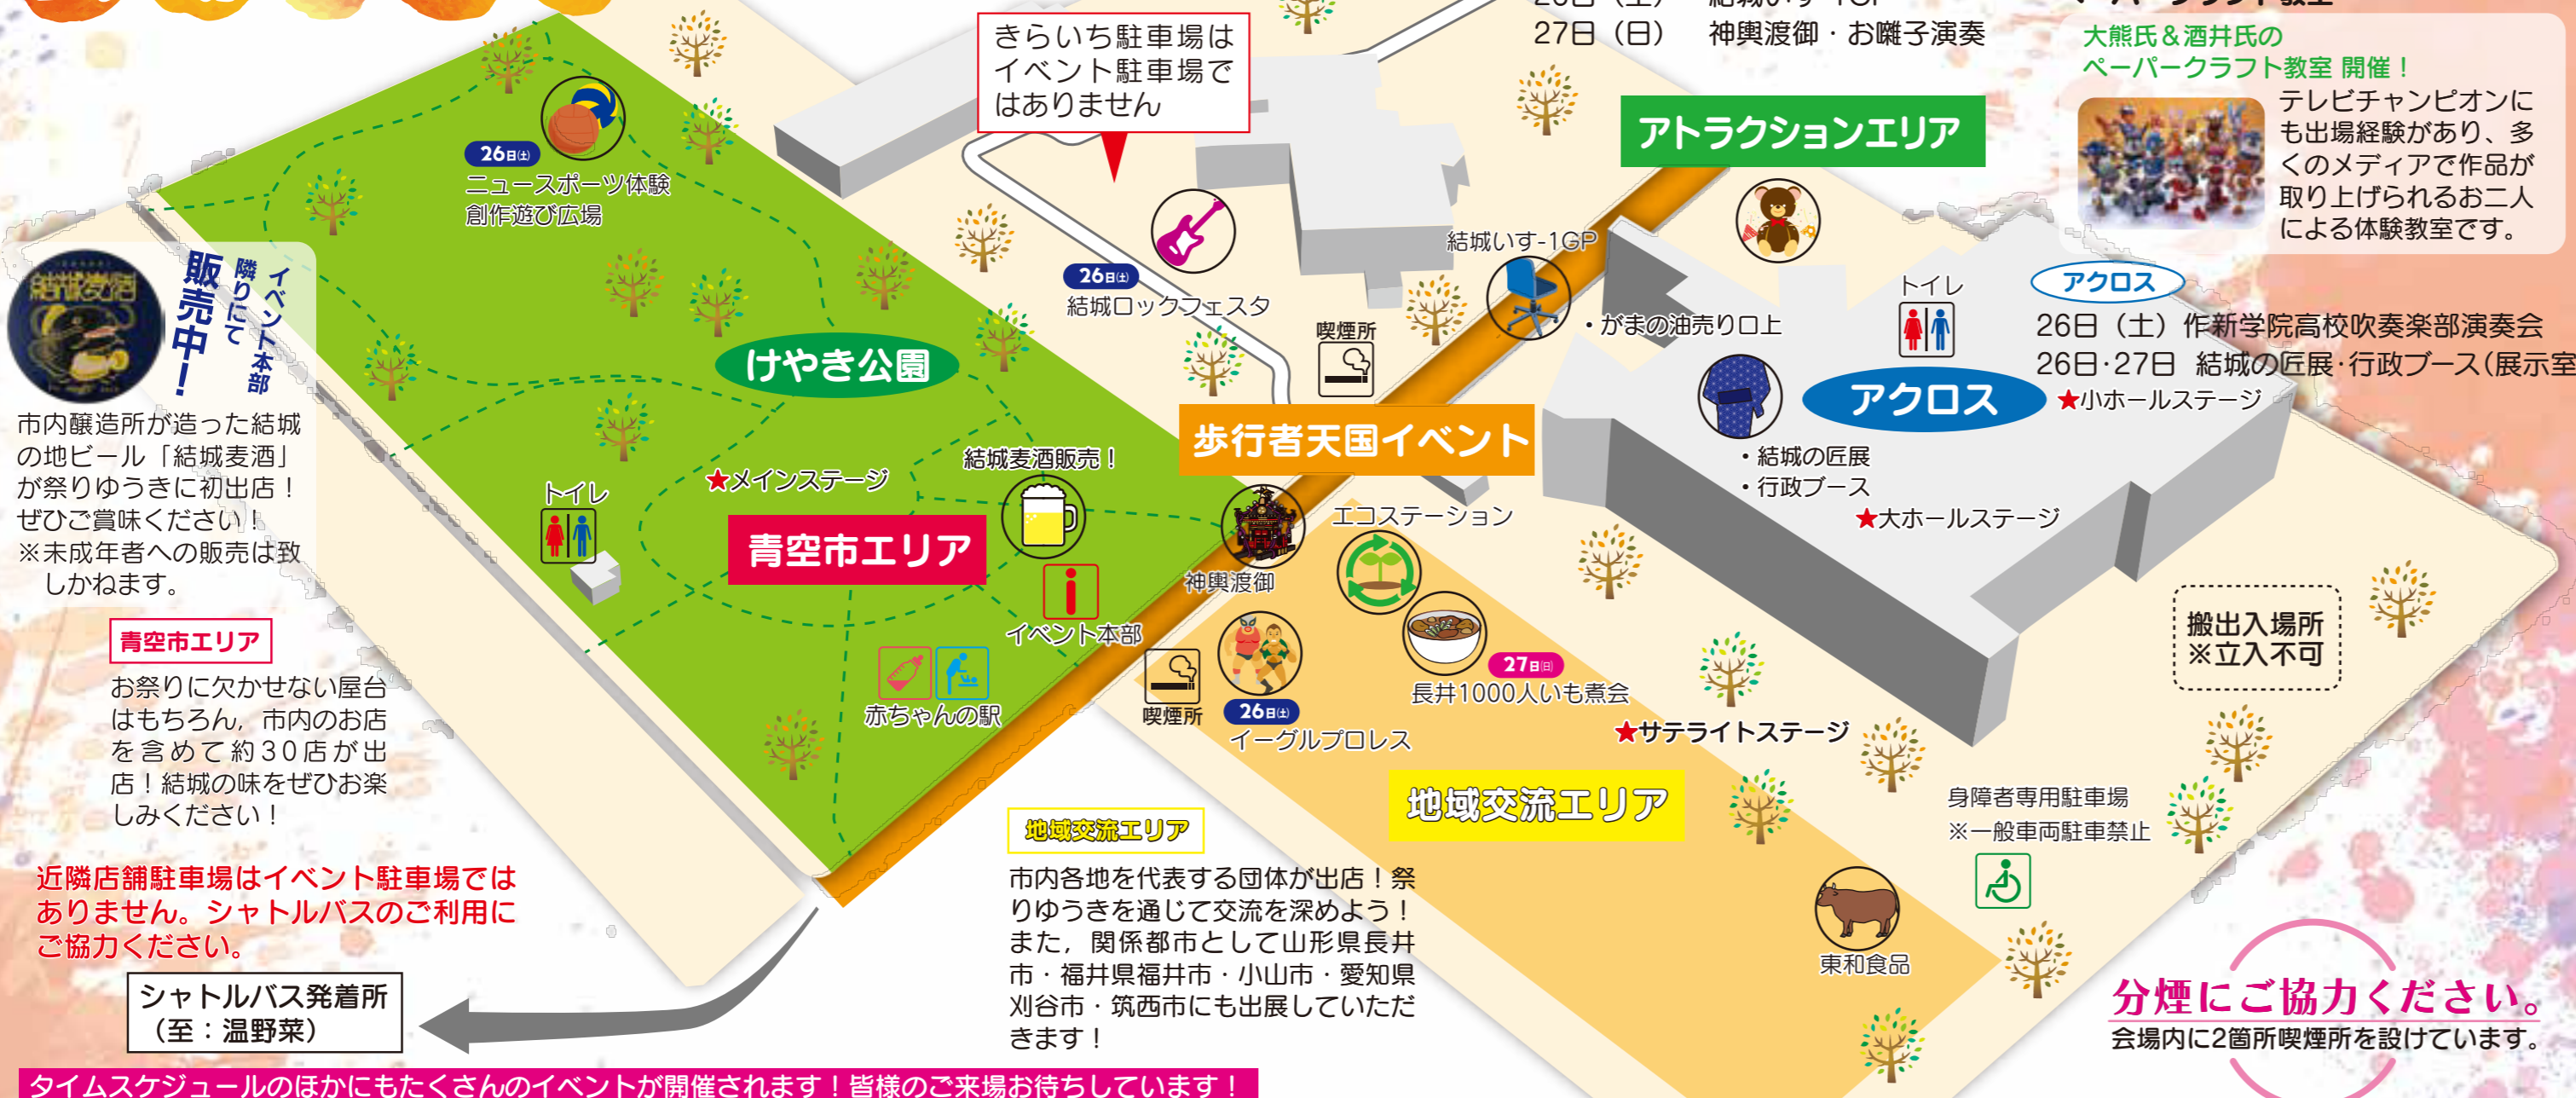 27日（日） 神輿渡御・お囃子演奏
大熊氏＆酒井氏の
ペーパークラフト教室 開催！
テレビチャンピオンに
も出場経験があり、多
くのメディアで作品が
取り上げられるお二人
による体験教室です。
きらいち駐車場は
イベント駐車場で
はありません
アトラクションエリア
26日(土)
ニュースポーツ体験
創作遊び広場
26日(土)
結城ロックフェスタ
結城いす-1GP
・がまの油売り口上
喫煙所
トイレ
アクロス
26日（土）作新学院高校吹奏楽部演奏会
26日・27日 結城の匠展・行政ブース(展示室
★小ホールステージ
アクロス
・結城の匠展
・行政ブース
★大ホールステージ
結城麦酒
イベント本部
隣りにて
販売中！
市内醸造所が造った結城
の地ビール「結城麦酒」
が祭りゆうきに初出店！
ぜひご賞味ください！
※未成年者への販売は致
しかねます。
けやき公園
歩行者天国イベント
★メインステージ
結城麦酒販売！
トイレ
青空市エリア
イベント本部
赤ちゃんの駅
神輿渡御
エコステーション
喫煙所
26日(土)
イーグルプロレス
27日(日)
長井1000人いも煮会
★サテライトステージ
地域交流エリア
搬出入場所
※立入不可
身障者専用駐車場
※一般車両駐車禁止
東和食品
青空市エリア
お祭りに欠かせない屋台
はもちろん，市内のお店
を含めて約30店が出
店！結城の味をぜひお楽
しみください！
近隣店舗駐車場はイベント駐車場では
ありません。シャトルバスのご利用に
ご協力ください。
シャトルバス発着所
（至：温野菜）
地域交流エリア
市内各地を代表する団体が出店！祭
りゆうきを通じて交流を深めよう！
また，関係都市として山形県長井
市・福井県福井市・小山市・愛知県
刈谷市・筑西市にも出展していただ
きます！
分煙にご協力ください。
会場内に2箇所喫煙所を設けています。
タイムスケジュールのほかにもたくさんのイベントが開催されます！皆様のご来場お待ちしています！